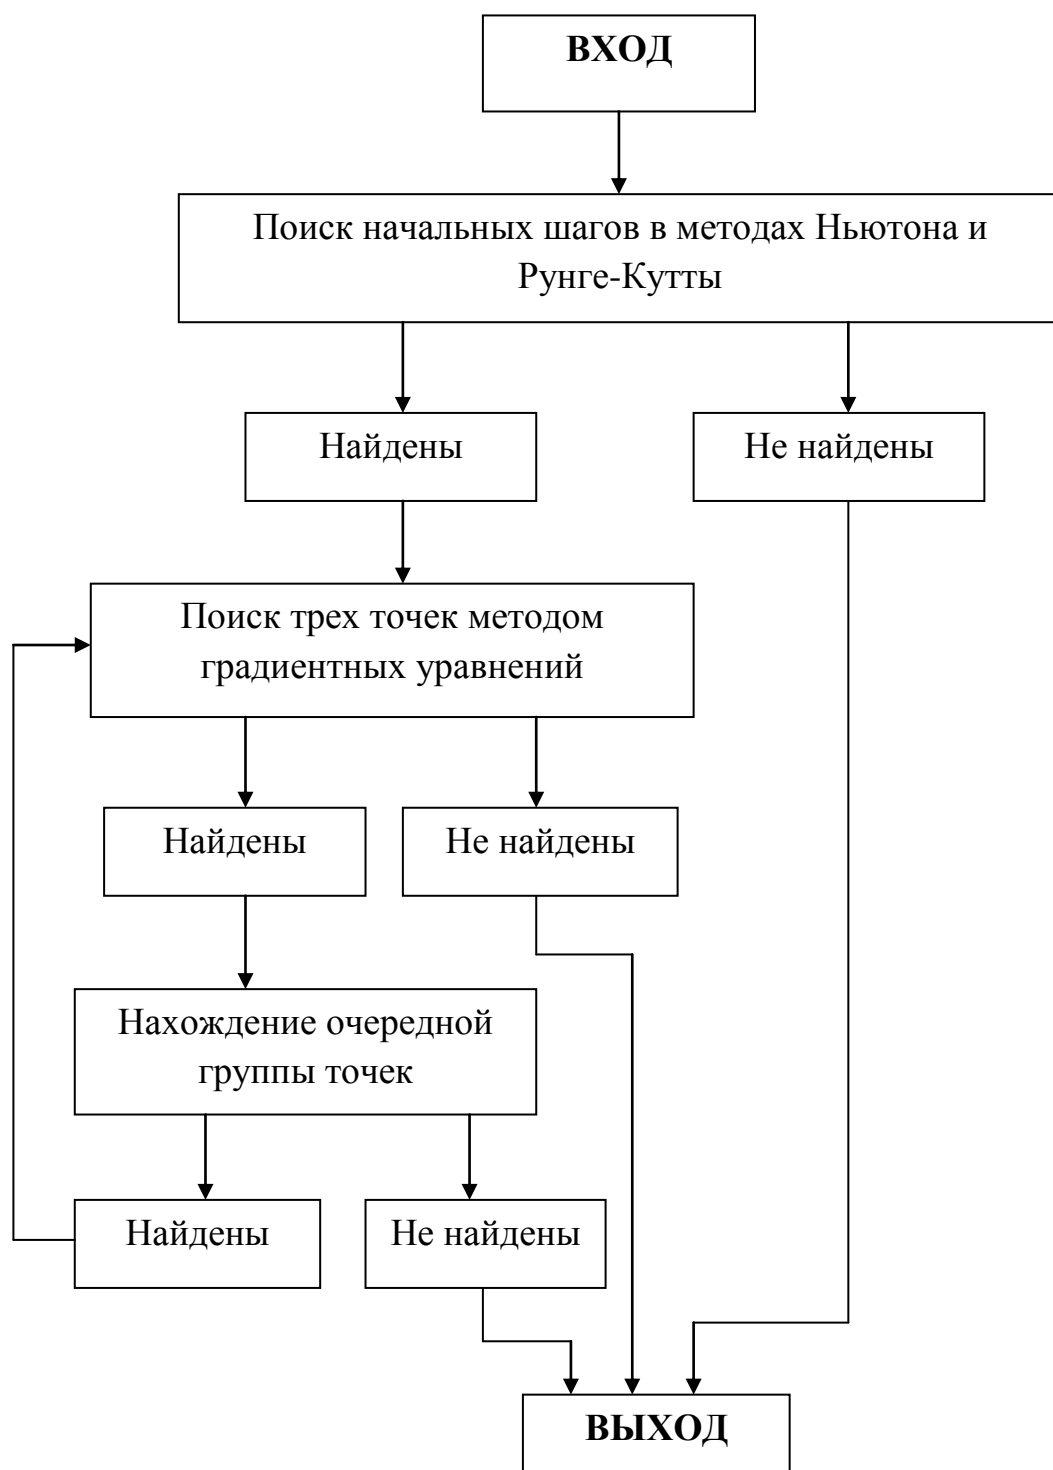 ВХОД
Поиск начальных шагов в методах Ньютона и
Рунге-Кутты
Найдены
Не найдены
Поиск трех точек методом
градиентных уравнений
Найдены
Не найдены
Нахождение очередной
группы точек
Найдены
Не найдены
ВЫХОД